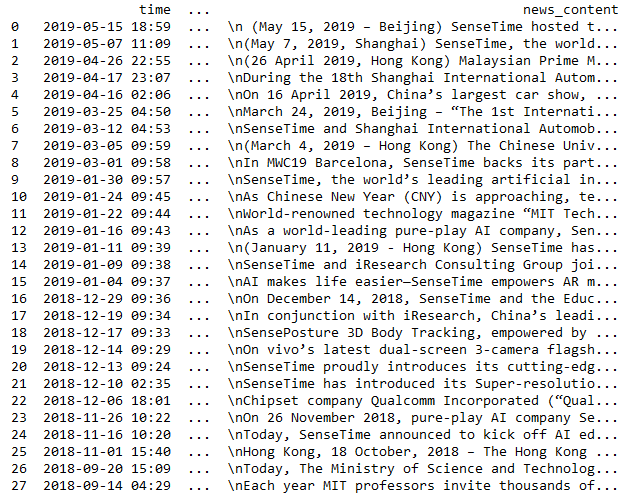 time ... news_content
0 2019-05-15 18:59 ... \n (May 15, 2019 – Beijing) SenseTime hosted t...
1 2019-05-07 11:09 ... \n(May 7, 2019, Shanghai) SenseTime, the world...
2 2019-04-26 22:55 ... \n(26 April 2019, Hong Kong) Malaysian Prime M...
3 2019-04-17 23:07 ... \nDuring the 18th Shanghai International Autom...
4 2019-04-16 02:06 ... \nOn 16 April 2019, China’s largest car show, ...
5 2019-03-25 04:50 ... \nMarch 24, 2019, Beijing – “The 1st Internati...
6 2019-03-12 04:53 ... \nSenseTime and Shanghai International Automob...
7 2019-03-05 09:59 ... \n(March 4, 2019 – Hong Kong) The Chinese Univ...
8 2019-03-01 09:58 ... \nIn MWC19 Barcelona, SenseTime backs its part...
9 2019-01-30 09:57 ... \nSenseTime, the world’s leading artificial in...
10 2019-01-24 09:45 ... \nAs Chinese New Year (CNY) is approaching, te...
11 2019-01-22 09:44 ... \nWorld-renowned technology magazine “MIT Tech...
12 2019-01-16 09:43 ... \nAs a world-leading pure-play AI company, Sen...
13 2019-01-11 09:39 ... \n(January 11, 2019 - Hong Kong) SenseTime has...
14 2019-01-09 09:38 ... \nSenseTime and iResearch Consulting Group joi...
15 2019-01-04 09:37 ... \nAI makes life easier—SenseTime empowers AR m...
16 2018-12-29 09:36 ... \nOn December 14, 2018, SenseTime and the Educ...
17 2018-12-19 09:34 ... \nIn conjunction with iResearch, China’s leadi...
18 2018-12-17 09:33 ... \nSensePosture 3D Body Tracking, empowered by ...
19 2018-12-14 09:29 ... \nOn vivo’s latest dual-screen 3-camera flagsh...
20 2018-12-13 09:24 ... \nSenseTime proudly introduces its cutting-edg...
21 2018-12-10 02:35 ... \nSenseTime has introduced its Super-resolutio...
22 2018-12-06 18:01 ... \nChipset company Qualcomm Incorporated (“Qual...
23 2018-11-26 10:22 ... \nOn 26 November 2018, pure-play AI company Se...
24 2018-11-16 10:20 ... \nToday, SenseTime announced to kick off AI ed...
25 2018-11-01 15:40 ... \nHong Kong, 18 October, 2018 – The Hong Kong ...
26 2018-09-20 15:09 ... \nToday, The Ministry of Science and Technolog...
27 2018-09-14 04:29 ... \nEach year MIT professors invite thousands of...